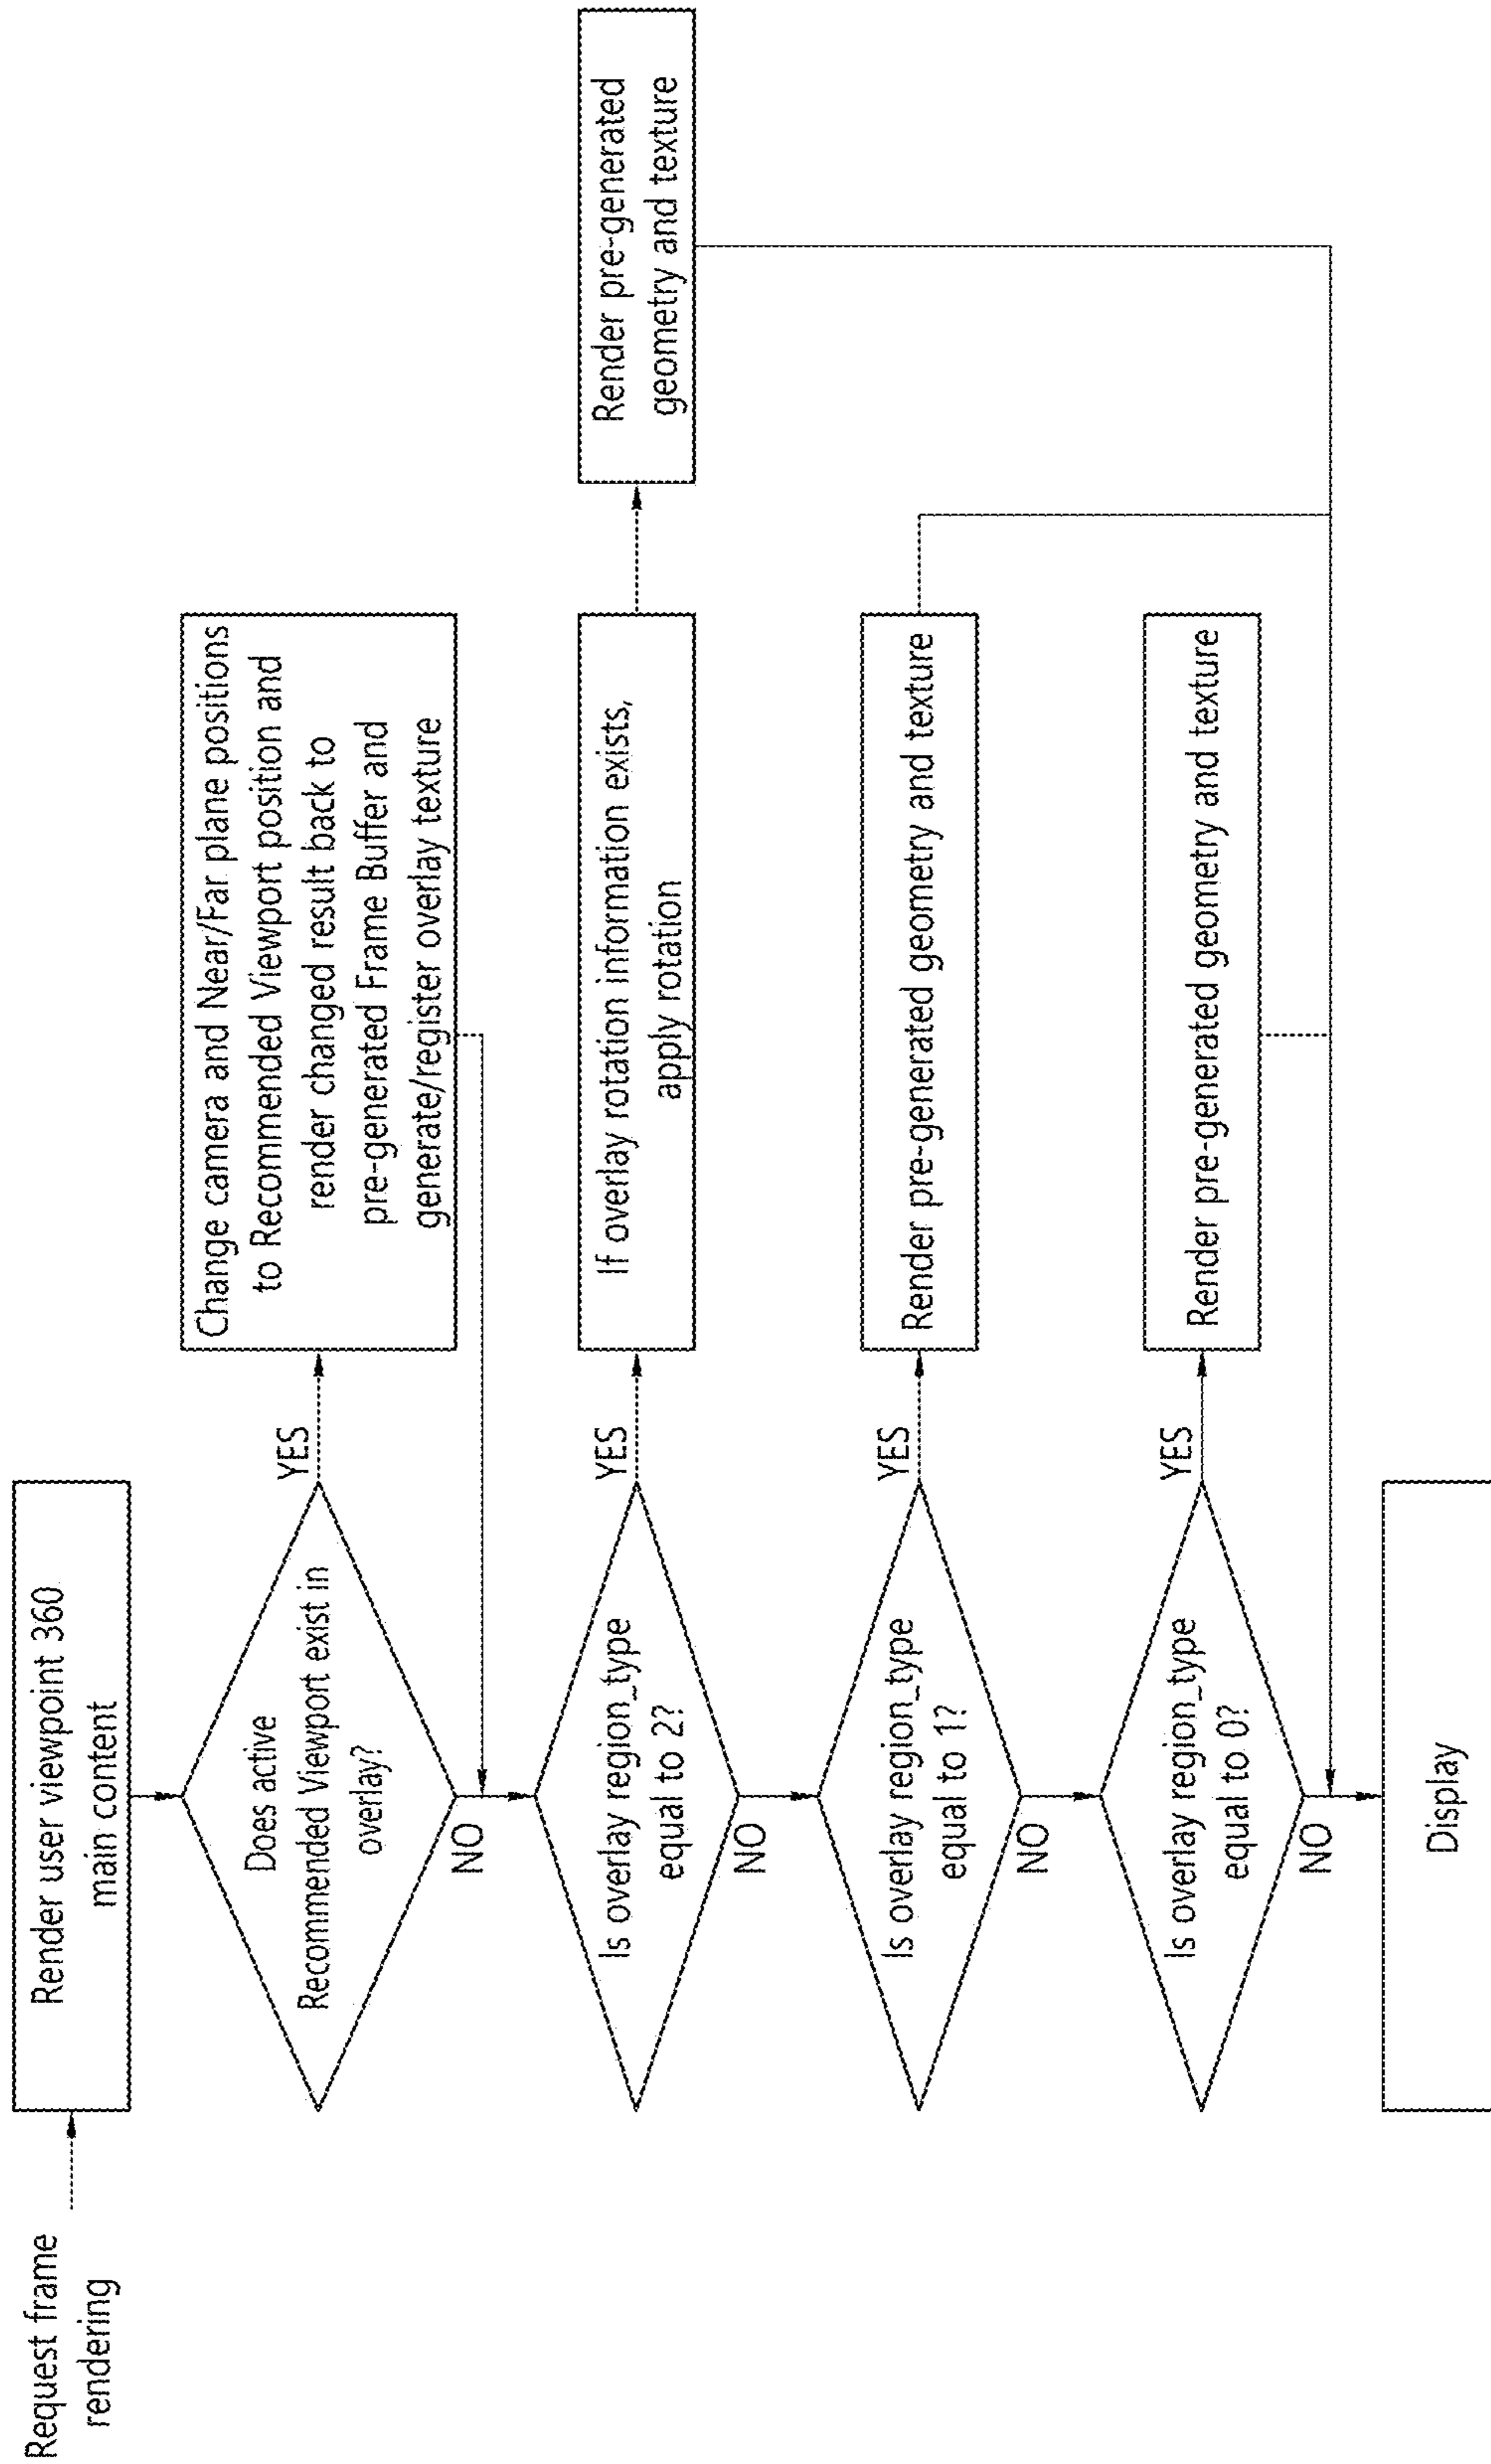 Request frame
rendering
Render user viewpoint 360
main content
Does active
Recommended Viewport exist in
overlay?
YES
Change camera and Near/Far plane positions
to Recommended Viewport position and
render changed result back to
pre-generated Frame Buffer and
generate/register overlay texture
NO
Is overlay region_type
equal to 2?
YES
If overlay rotation information exists,
apply rotation
Render pre-generated
geometry and texture
NO
Is overlay region_type
equal to 1?
YES
Render pre-generated geometry and texture
NO
Is overlay region_type
equal to 0?
YES
Render pre-generated geometry and texture
NO
Display